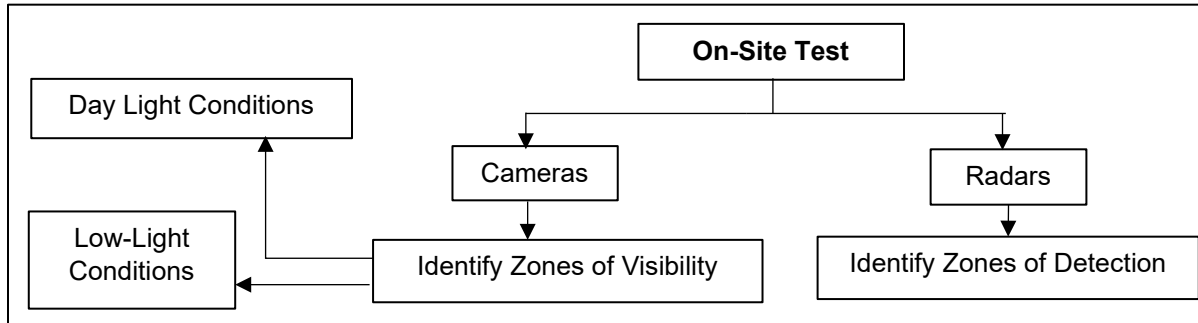 On-Site Test
Day Light Conditions
Cameras
Radars
Low-Light
Conditions
Identify Zones of Visibility
Identify Zones of Detection